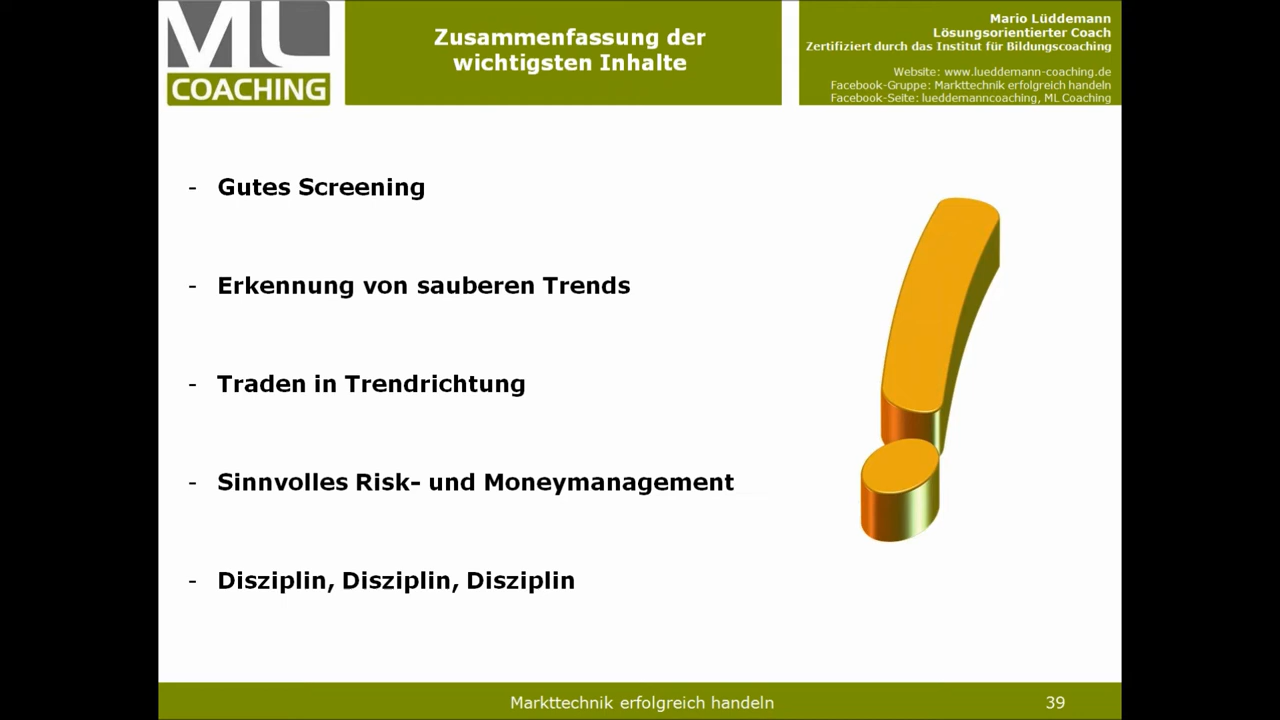 ML
COACHING
Zusammenfassung der
wichtigsten Inhalte
Mario Lüddemann
Lösungsorientierter Coach
Zertifiziert durch das Institut für Bildungscoaching
Website: www.lueddemann-coaching.de
Facebook-Gruppe: Markttechnik erfolgreich handeln
Facebook-Seite: lueddemanncoaching, ML Coaching
- Gutes Screening
- Erkennung von sauberen Trends
- Traden in Trendrichtung
- Sinnvolles Risk- und Moneymanagement
- Disziplin, Disziplin, Disziplin
!
Markttechnik erfolgreich handeln
39